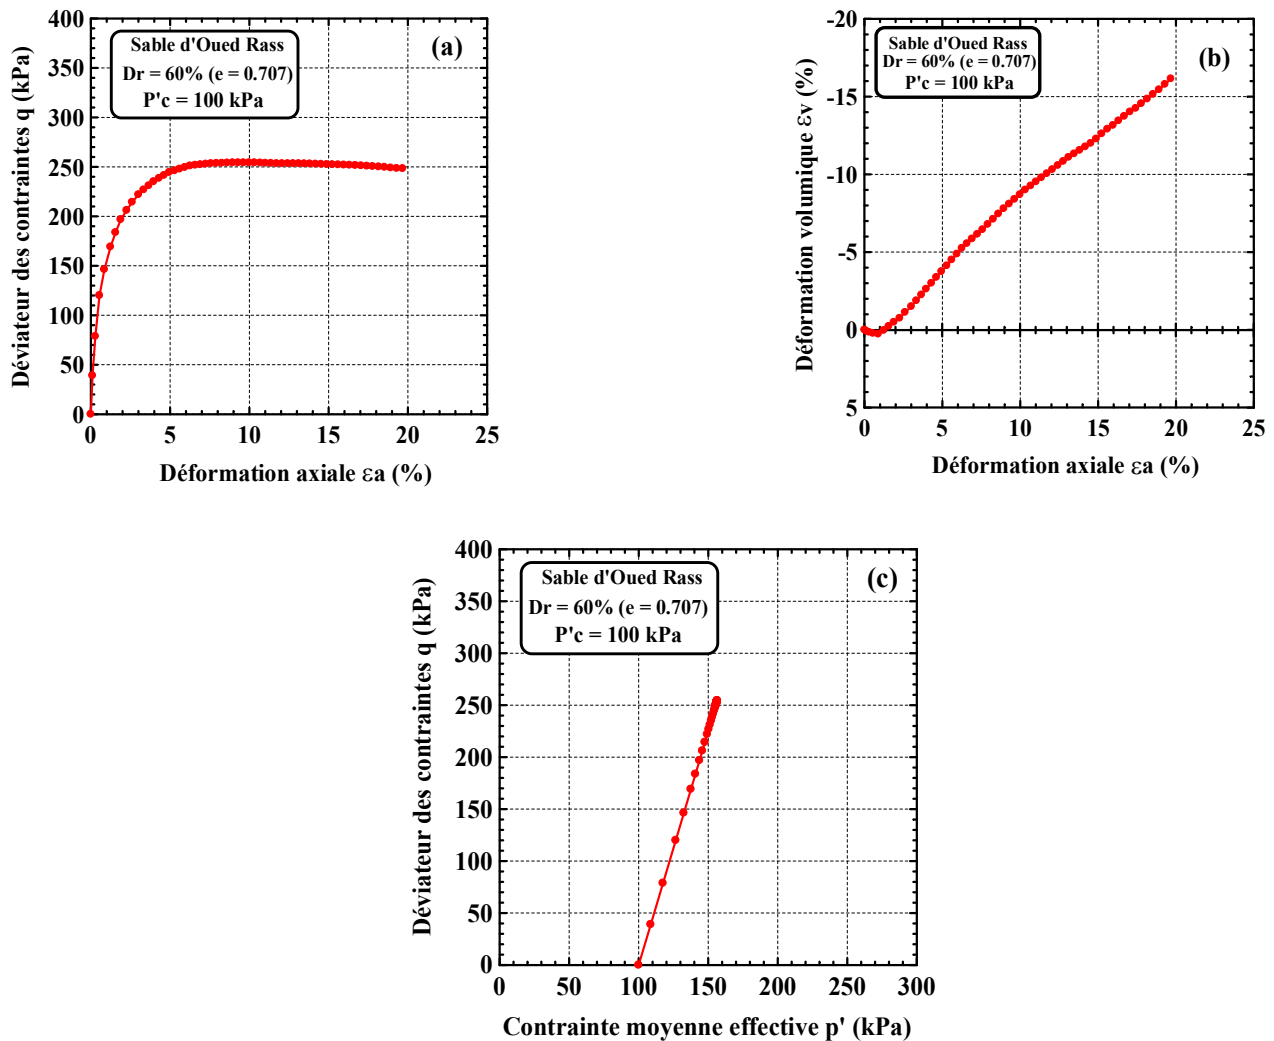 (a)
Sable d'Oued Rass
Dr = 60% (e = 0.707)
P'c = 100 kPa
Déviateur des contraintes q (kPa)
400
350
300
250
200
150
100
50
0
0 5 10 15 20 25
Déformation axiale εa (%)
(b)
Sable d'Oued Rass
Dr = 60% (e = 0.707)
P'c = 100 kPa
Déformation volumique εv (%)
-20
-15
-10
-5
0
5
0 5 10 15 20 25
Déformation axiale εa (%)
(c)
Sable d'Oued Rass
Dr = 60% (e = 0.707)
P'c = 100 kPa
Déviateur des contraintes q (kPa)
400
350
300
250
200
150
100
50
0
0 50 100 150 200 250 300
Contrainte moyenne effective p' (kPa)